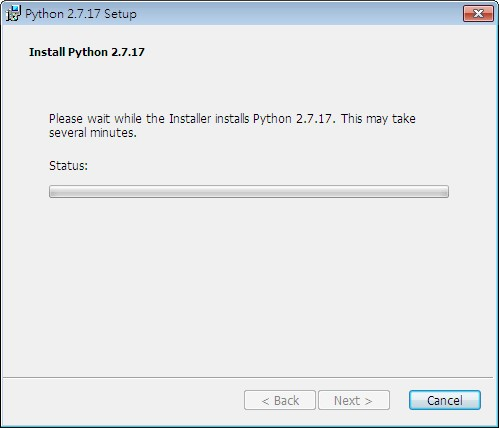 Python 2.7.17 Setup
Install Python 2.7.17
Please wait while the Installer installs Python 2.7.17. This may take
several minutes.
Status:
< Back
Next >
Cancel